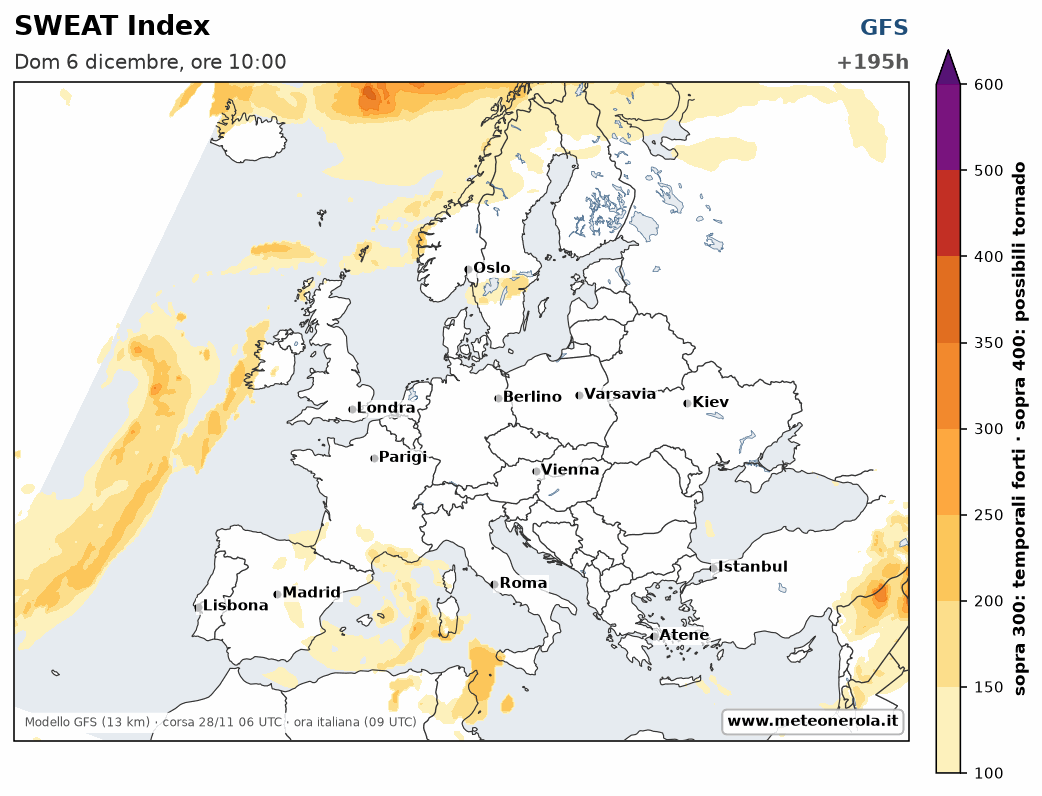 SWEAT Index
GFS
Dom 6 dicembre, ore 10:00
+195h
600
500
400
350
300
250
200
150
100
sopra 300: temporali forti · sopra 400: possibili tornado
Oslo
Londra
Berlino
Varsavia
Kiev
Parigi
Vienna
Istanbul
Roma
Madrid
Lisbona
Atene
Modello GFS (13 km) · corsa 28/11 06 UTC · ora italiana (09 UTC)
www.meteonerola.it